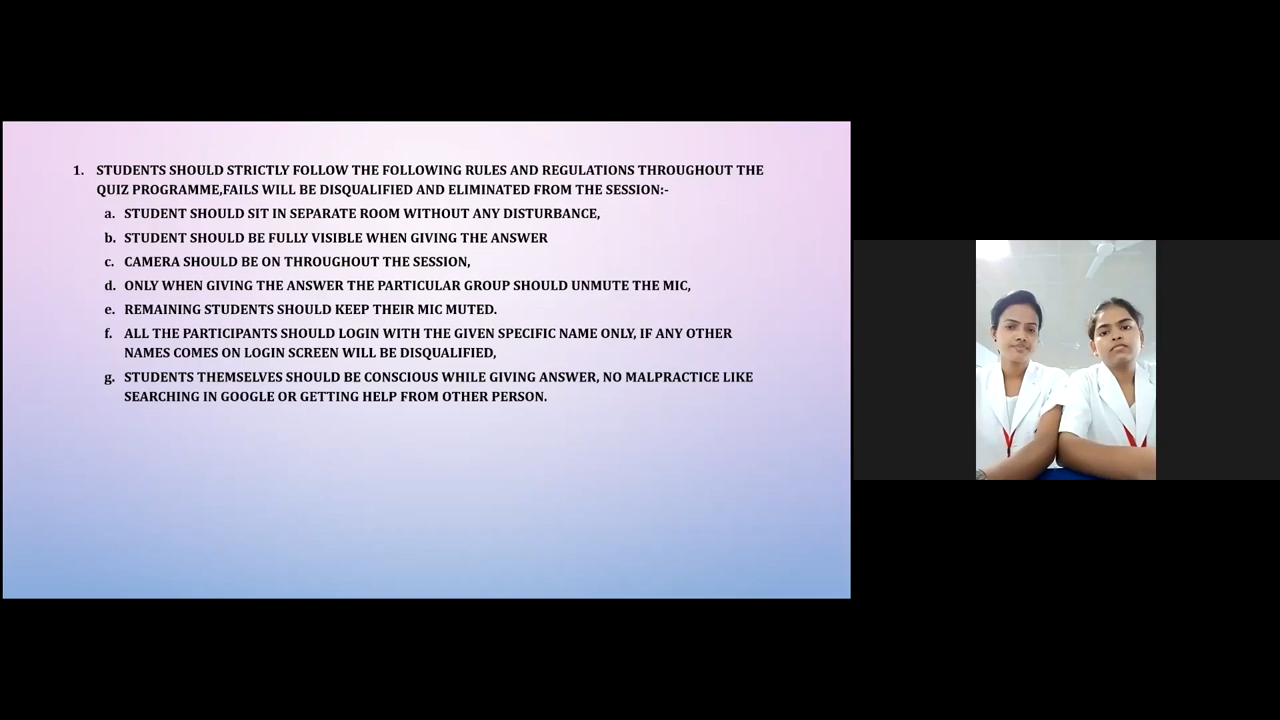 1. STUDENTS SHOULD STRICTLY FOLLOW THE FOLLOWING RULES AND REGULATIONS THROUGHOUT THE
QUIZ PROGRAMME,FAILS WILL BE DISQUALIFIED AND ELIMINATED FROM THE SESSION:-
a. STUDENT SHOULD SIT IN SEPARATE ROOM WITHOUT ANY DISTURBANCE,
b. STUDENT SHOULD BE FULLY VISIBLE WHEN GIVING THE ANSWER
c. CAMERA SHOULD BE ON THROUGHOUT THE SESSION,
d. ONLY WHEN GIVING THE ANSWER THE PARTICULAR GROUP SHOULD UNMUTE THE MIC,
e. REMAINING STUDENTS SHOULD KEEP THEIR MIC MUTED.
f. ALL THE PARTICIPANTS SHOULD LOGIN WITH THE GIVEN SPECIFIC NAME ONLY, IF ANY OTHER
NAMES COMES ON LOGIN SCREEN WILL BE DISQUALIFIED,
g. STUDENTS THEMSELVES SHOULD BE CONSCIOUS WHILE GIVING ANSWER, NO MALPRACTICE LIKE
SEARCHING IN GOOGLE OR GETTING HELP FROM OTHER PERSON.